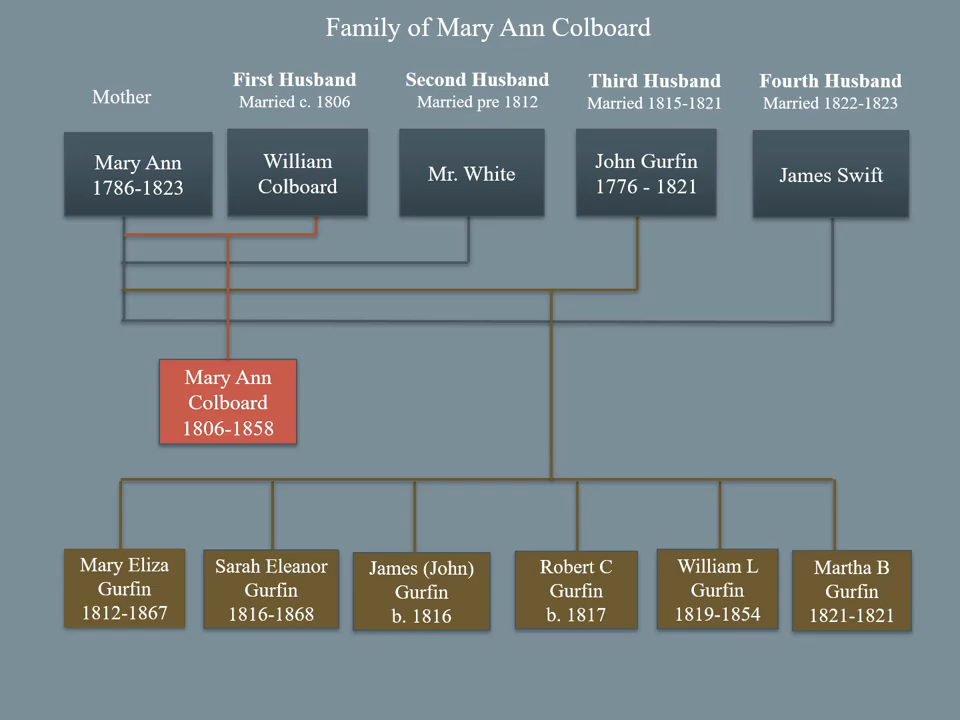 Family of Mary Ann Colboard
Mother
First Husband
Married c. 1806
Second Husband
Married pre 1812
Third Husband
Married 1815-1821
Fourth Husband
Married 1822-1823
Mary Ann
1786-1823
William
Colboard
Mr. White
John Gurfin
1776 - 1821
James Swift
Mary Ann
Colboard
1806-1858
Mary Eliza
Gurfin
1812-1867
Sarah Eleanor
Gurfin
1816-1868
James (John)
Gurfin
b. 1816
Robert C
Gurfin
b. 1817
William L
Gurfin
1819-1854
Martha B
Gurfin
1821-1821